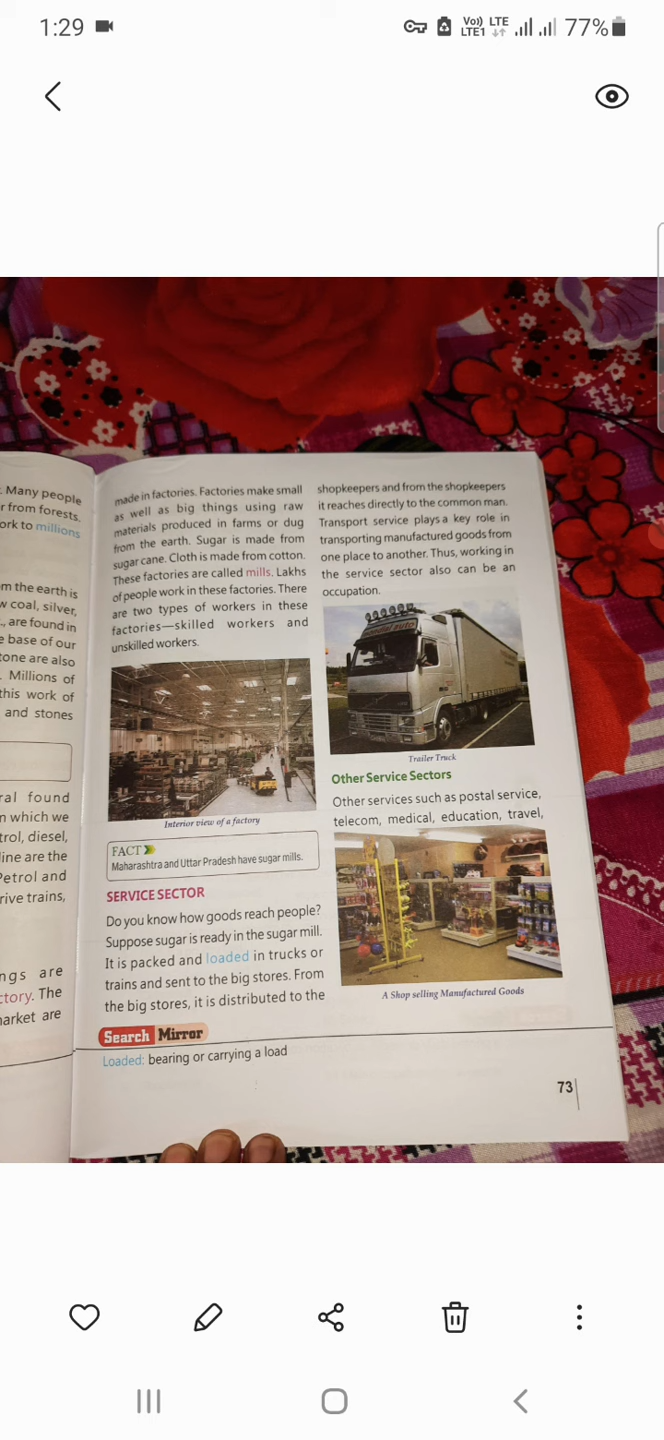 1:29
Vo)) LTE
LTE1
77%
. Many people
r from forests.
ork to millions
om the earth is
w coal, silver,
., are found in
e base of our
tone are also
. Millions of
this work of
and stones
ral found
n which we
trol, diesel,
line are the
Petrol and
rive trains,
ngs are
ctory. The
market are
made in factories. Factories make small
as well as big things using raw
materials produced in farms or dug
from the earth. Sugar is made from
sugar cane. Cloth is made from cotton.
These factories are called mills. Lakhs
of people work in these factories. There
are two types of workers in these
factories—skilled workers and
unskilled workers.
Interior view of a factory
FACT
Maharashtra and Uttar Pradesh have sugar mills.
SERVICE SECTOR
Do you know how goods reach people?
Suppose sugar is ready in the sugar mill.
It is packed and loaded in trucks or
trains and sent to the big stores. From
the big stores, it is distributed to the
shopkeepers and from the shopkeepers
it reaches directly to the common man.
Transport service plays a key role in
transporting manufactured goods from
one place to another. Thus, working in
the service sector also can be an
occupation.
Trailer Truck
Other Service Sectors
Other services such as postal service,
telecom, medical, education, travel,
A Shop selling Manufactured Goods
Search Mirror
Loaded: bearing or carrying a load
73